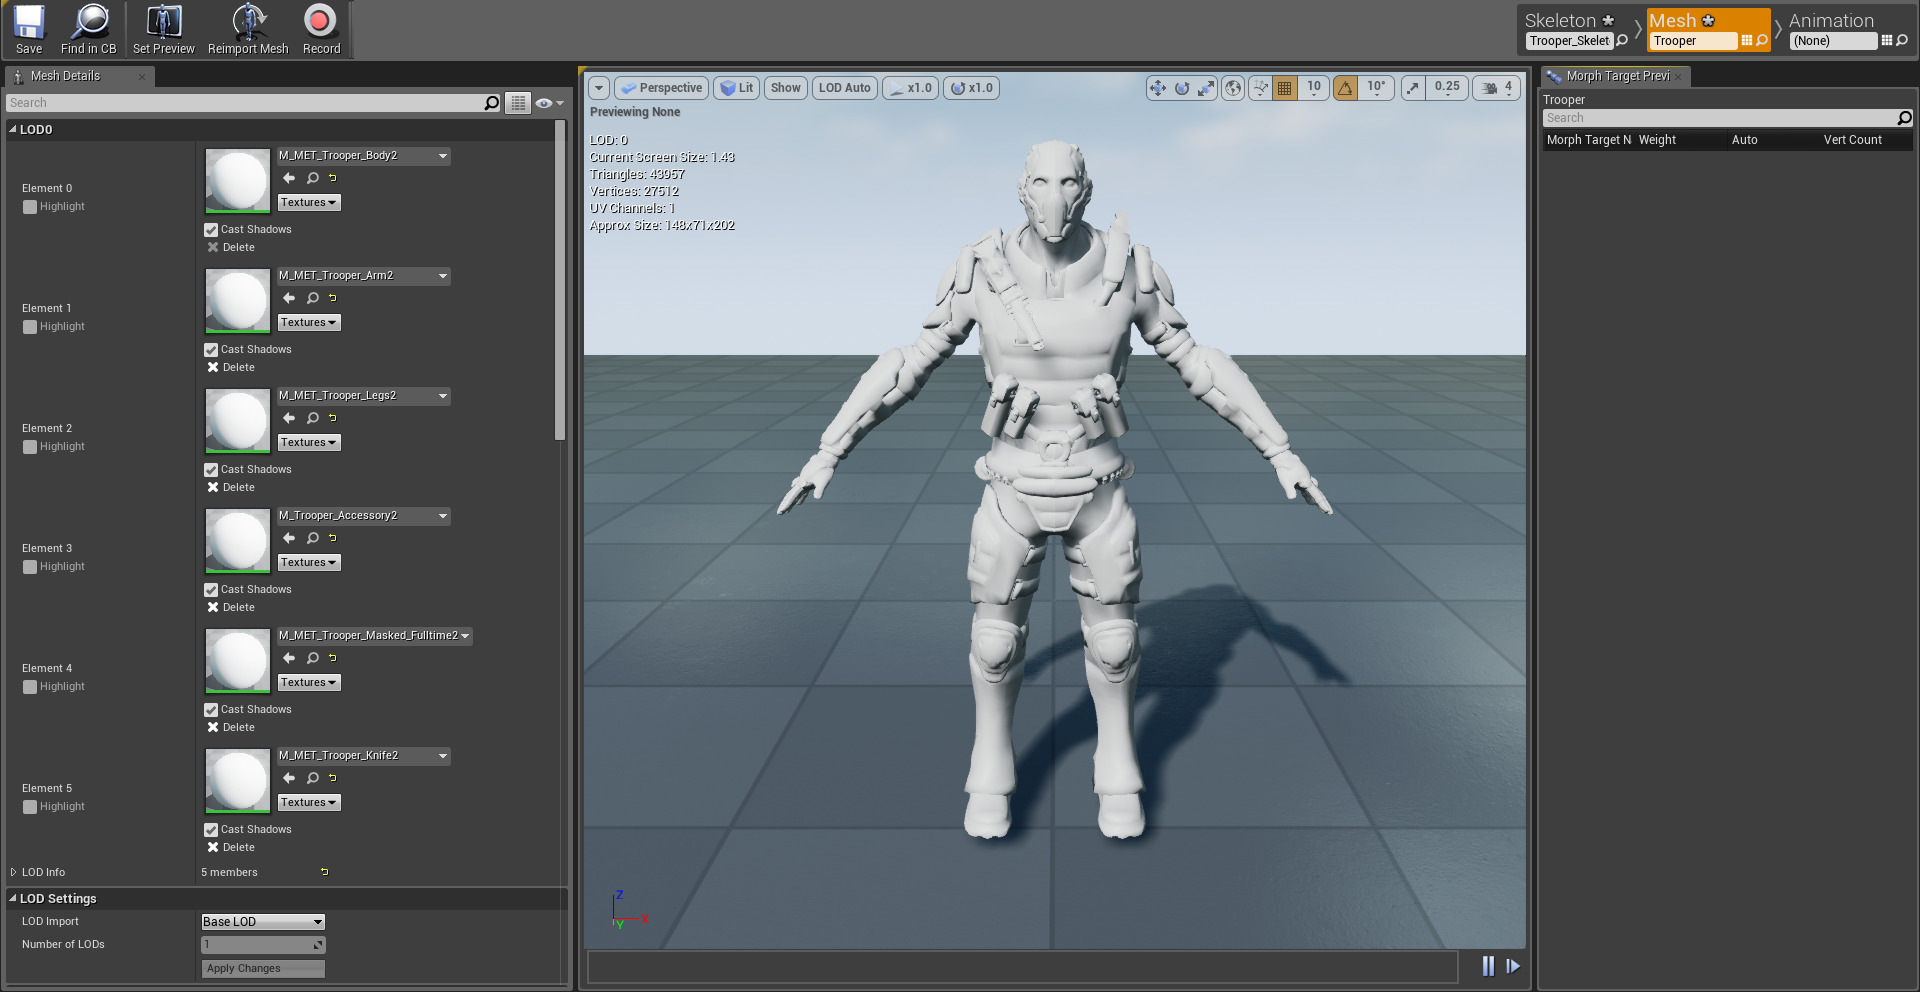 Save
Find in CB
Set Preview
Reimport Mesh
Record
Skeleton
Trooper_Skelet
Mesh
Trooper
Animation
(None)
Mesh Details
Search
LOD0
Element 0
Highlight
M_MET_Trooper_Body2
Textures
Cast Shadows
Delete
Element 1
Highlight
M_MET_Trooper_Arm2
Textures
Cast Shadows
Delete
Element 2
Highlight
M_MET_Trooper_Legs2
Textures
Cast Shadows
Delete
Element 3
Highlight
M_Trooper_Accessory2
Textures
Cast Shadows
Delete
Element 4
Highlight
M_MET_Trooper_Masked_Fulltime2
Textures
Cast Shadows
Delete
Element 5
Highlight
M_MET_Trooper_Knife2
Textures
Cast Shadows
Delete
LOD Info
5 members
LOD Settings
LOD Import
Base LOD
Number of LODs
1
Apply Changes
Perspective
Lit
Show
LOD Auto
x1.0
x1.0
10
10°
0.25
4
Previewing None
LOD: 0
Current Screen Size: 1.43
Triangles: 43957
Vertices: 27512
UV Channels: 1
Approx Size: 148x71x202
Z
X
Y
Morph Target Previ
Trooper
Search
Morph Target N
Weight
Auto
Vert Count